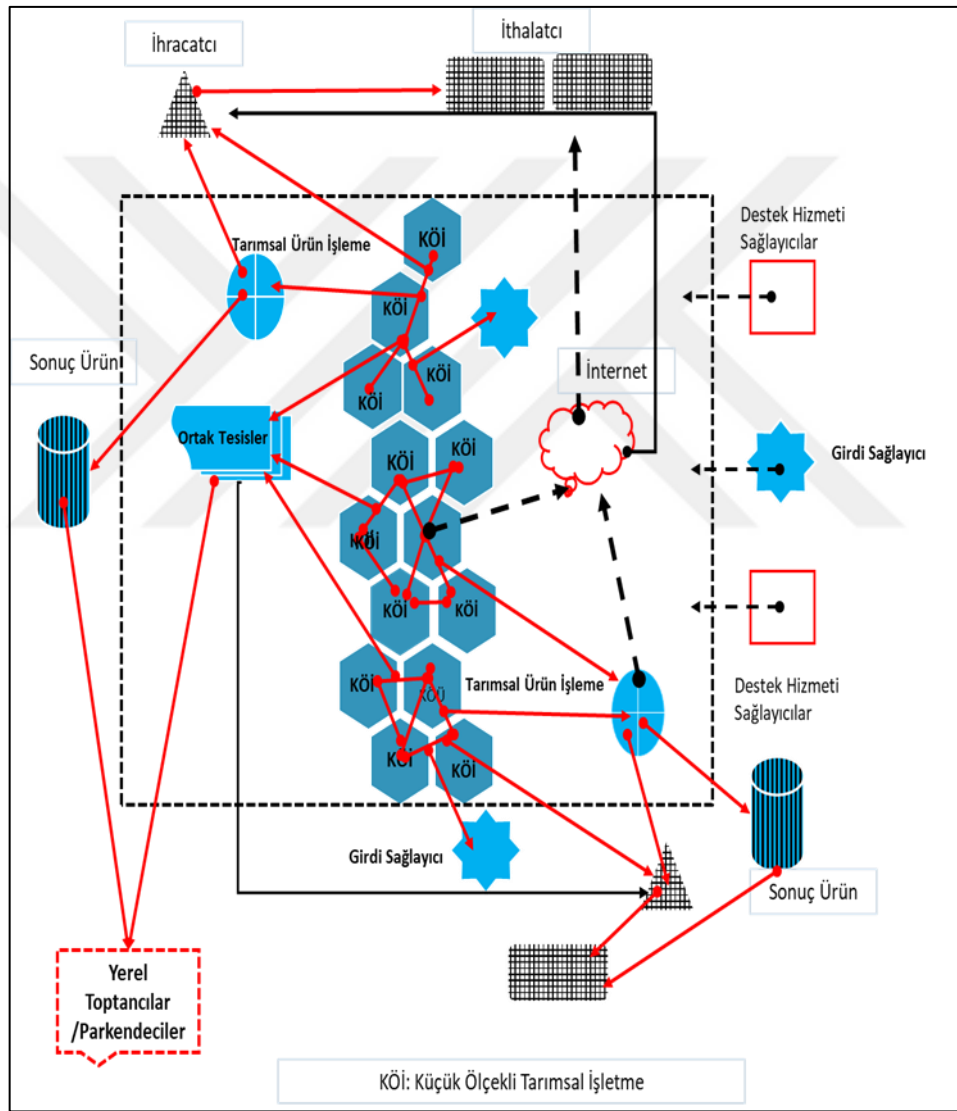 İhracatcı
İthalatcı
KÖİ
Tarımsal Ürün İşleme
Destek Hizmeti
Sağlayıcılar
KÖİ
Sonuç Ürün
KÖİ
KÖİ
İnternet
Ortak Tesisler
KÖİ
KÖİ
Girdi Sağlayıcı
KÖİ
KÖİ
KÖİ
KÖİ
KÖÜ
Tarımsal Ürün İşleme
Destek Hizmeti
Sağlayıcılar
KÖİ
KÖİ
Girdi Sağlayıcı
Sonuç Ürün
Yerel
Toptancılar
/Parkendeciler
KÖİ: Küçük Ölçekli Tarımsal İşletme